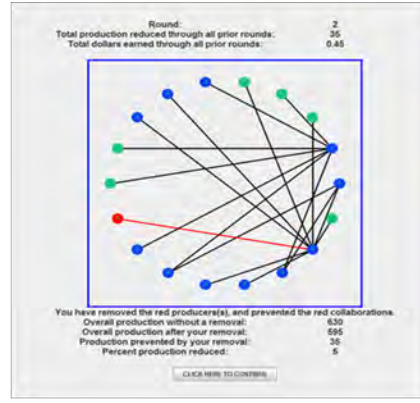 Round: 2
Total production reduced through all prior rounds: 35
Total dollars earned through all prior rounds: 0.45
You have removed the red producers(s), and prevented the red collaborations.
Overall production without a removal: 630
Overall production after your removal: 595
Production prevented by your removal: 35
Percent production reduced: 5
CLICK HERE TO CONTINUE